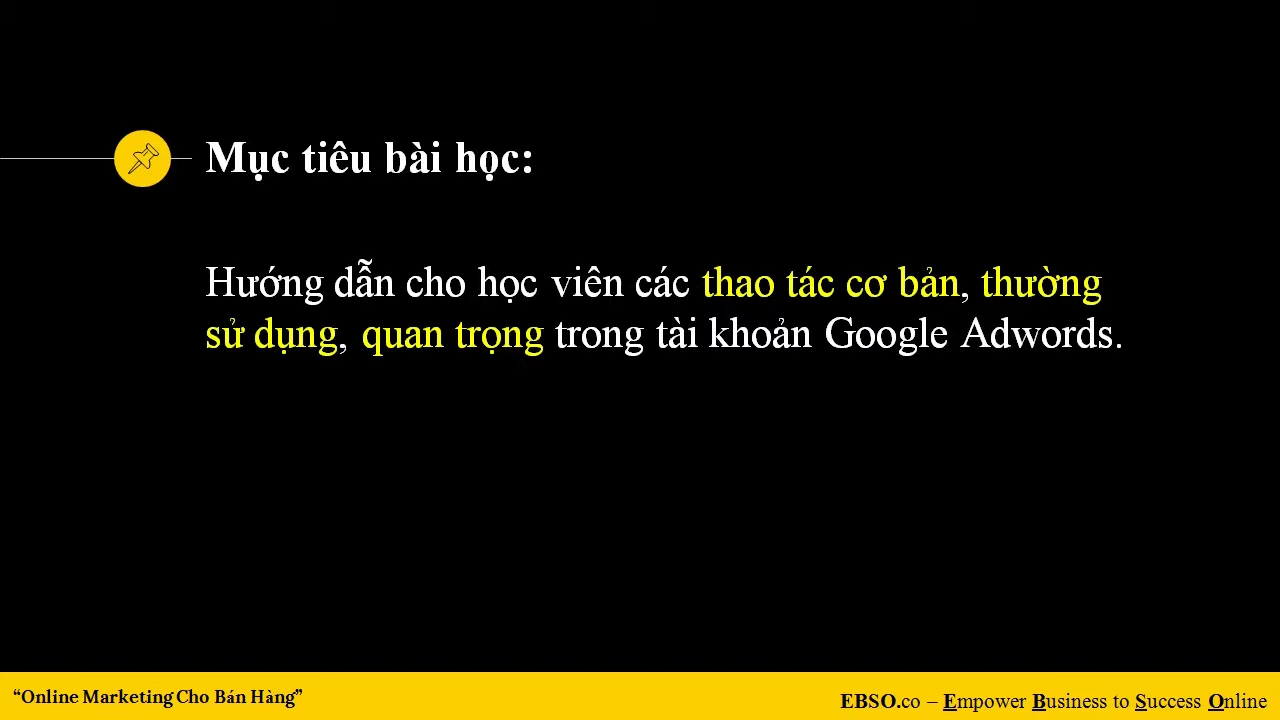 Mục tiêu bài học:
Hướng dẫn cho học viên các thao tác cơ bản, thường
sử dụng, quan trọng trong tài khoản Google Adwords.
“Online Marketing Cho Bán Hàng”
EBSO.co – Empower Business to Success Online